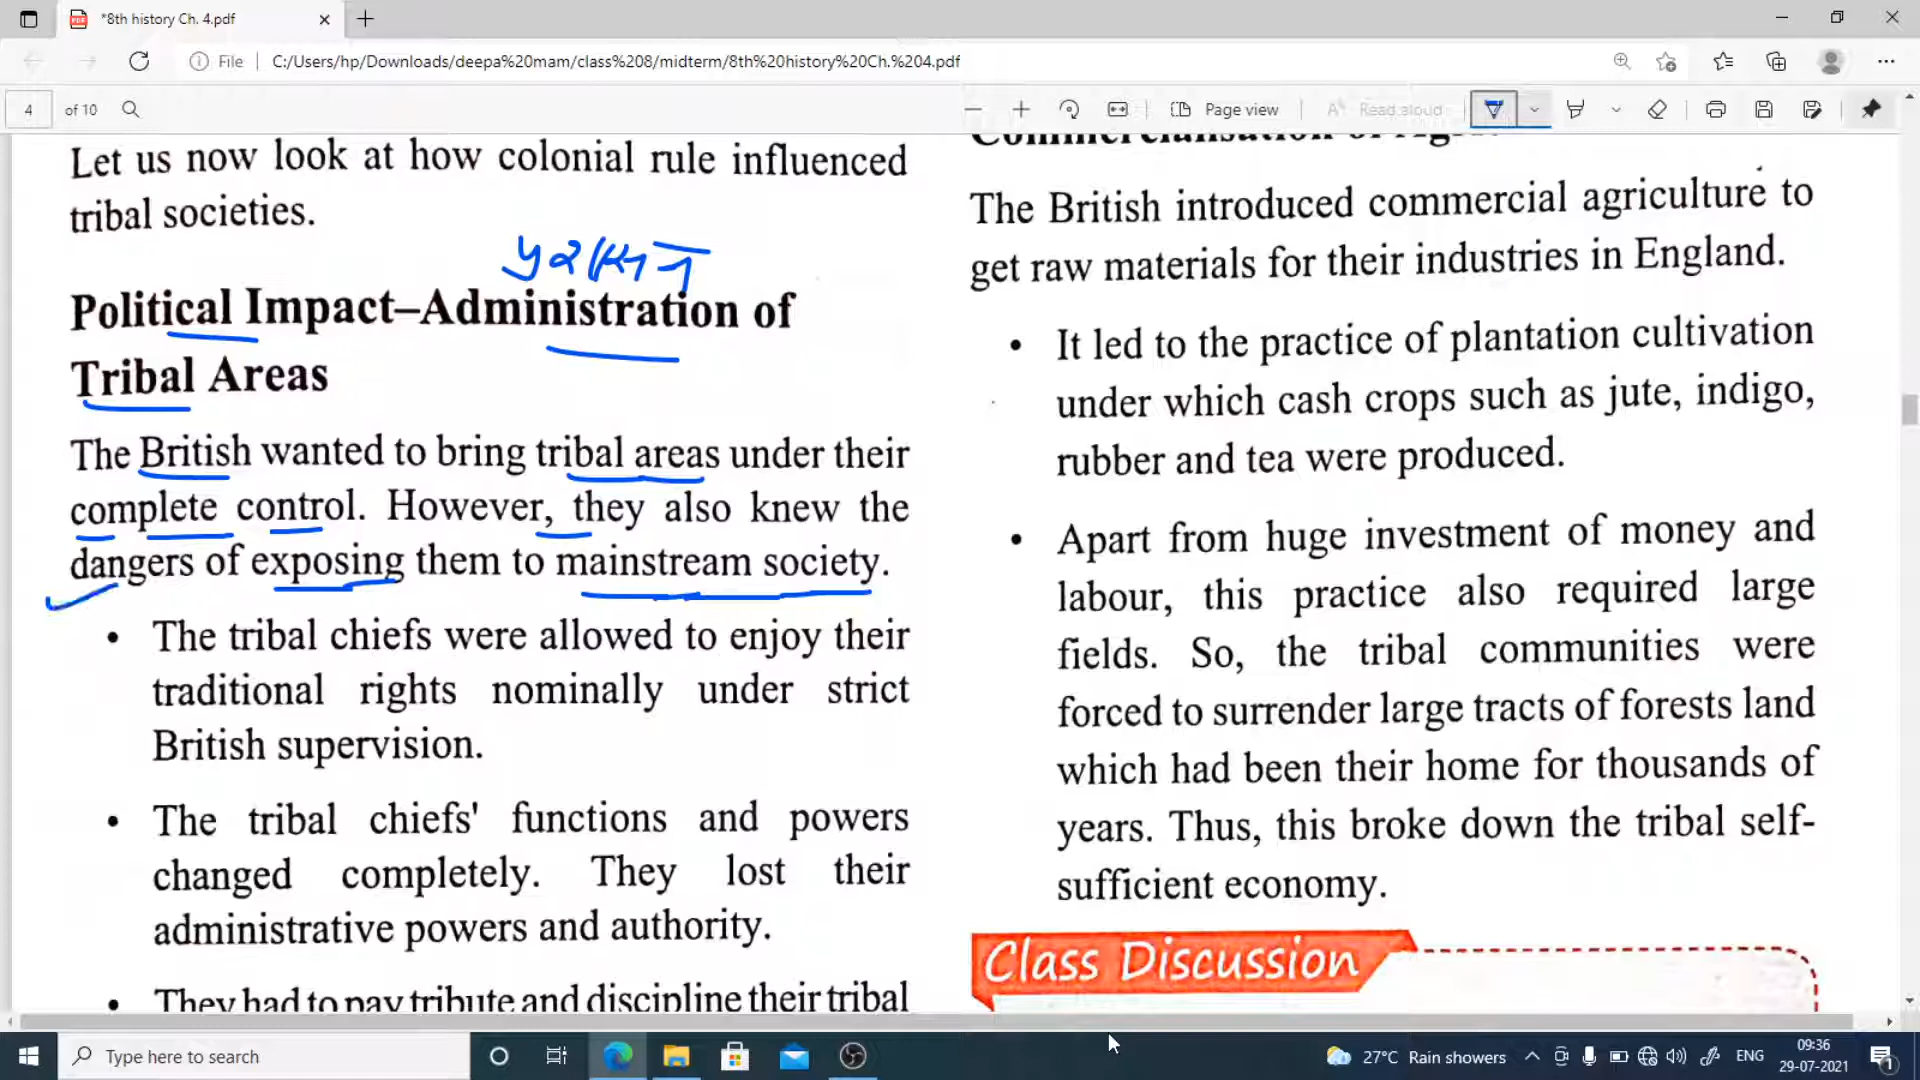 *8th history Ch. 4.pdf
File
C:/Users/hp/Downloads/deepa%20mam/class%208/midterm/8th%20history%20Ch.%204.pdf
4 of 10
Page view
Read aloud
Let us now look at how colonial rule influenced
tribal societies.
Political Impact–Administration of
Tribal Areas
The British wanted to bring tribal areas under their
complete control. However, they also knew the
dangers of exposing them to mainstream society.
• The tribal chiefs were allowed to enjoy their
traditional rights nominally under strict
British supervision.
• The tribal chiefs' functions and powers
changed completely. They lost their
administrative powers and authority.
• They had to pay tribute and discipline their tribal
The British introduced commercial agriculture to
get raw materials for their industries in England.
• It led to the practice of plantation cultivation
under which cash crops such as jute, indigo,
rubber and tea were produced.
• Apart from huge investment of money and
labour, this practice also required large
fields. So, the tribal communities were
forced to surrender large tracts of forests land
which had been their home for thousands of
years. Thus, this broke down the tribal self-
sufficient economy.
Class Discussion
Type here to search
27°C Rain showers
ENG
09:36
29-07-2021
1